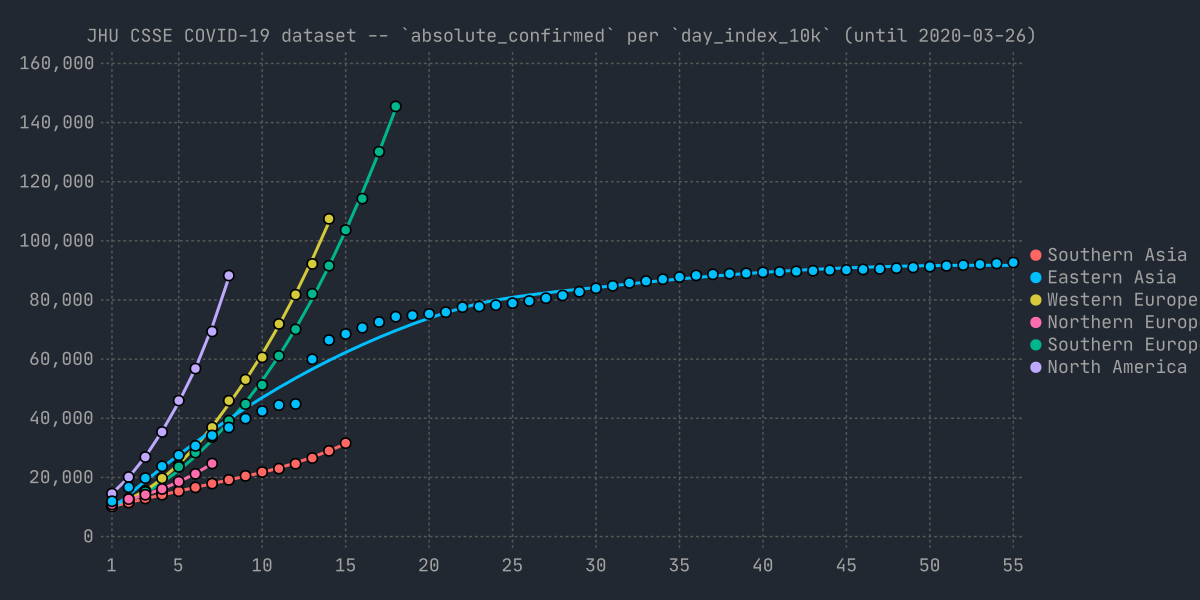 JHU CSSE COVID-19 dataset -- `absolute_confirmed` per `day_index_10k` (until 2020-03-26)
160,000
140,000
120,000
100,000
80,000
60,000
40,000
20,000
0
1 5 10 15 20 25 30 35 40 45 50 55
Southern Asia
Eastern Asia
Western Europe
Northern Europ
Southern Europ
North America